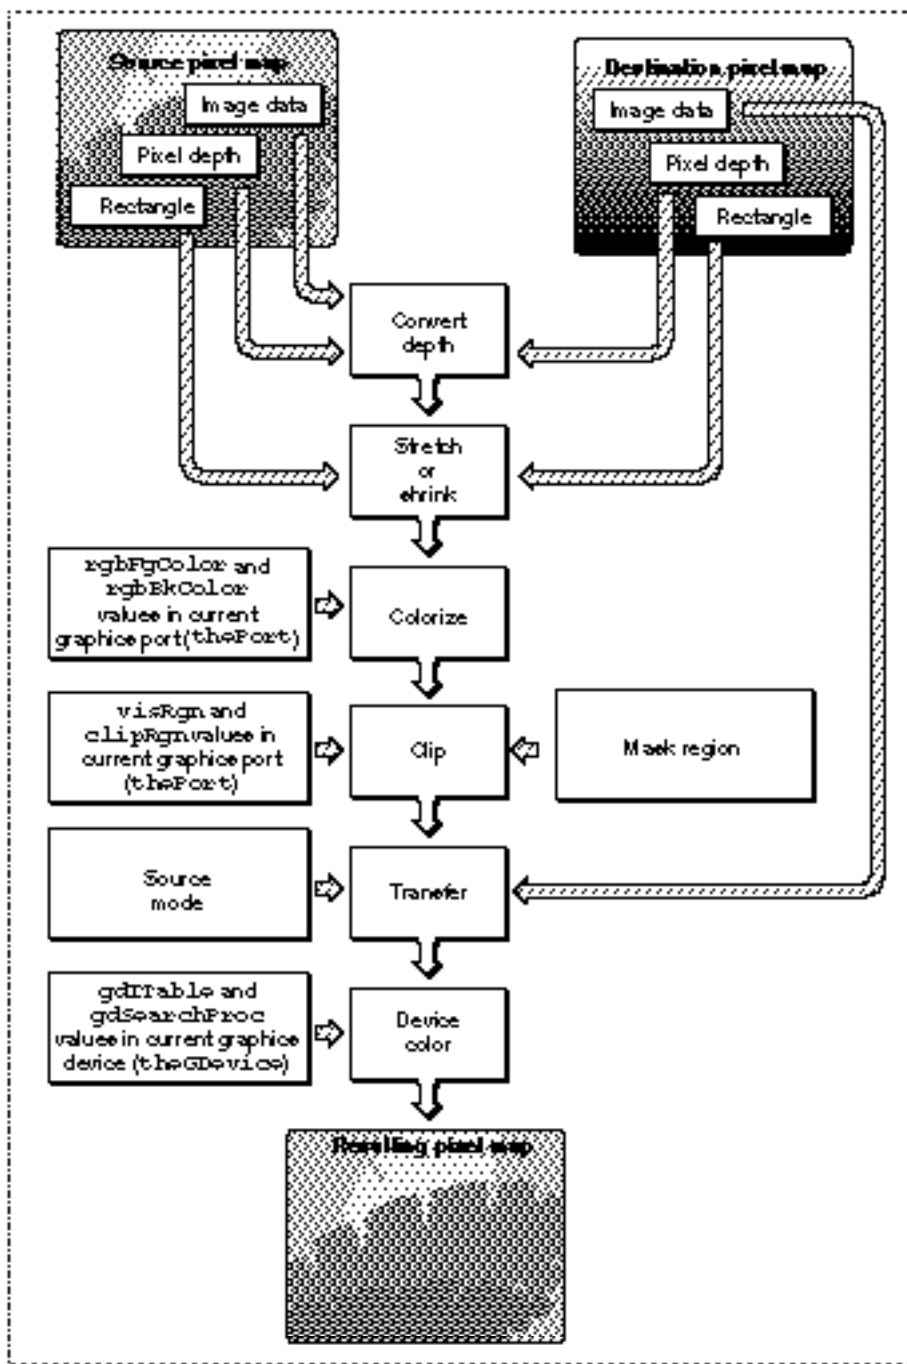 Source pixel map
Image data
Pixel depth
Rectangle
Destination pixel map
Image data
Pixel depth
Rectangle
Convert
depth
Stretch
or
shrink
rgbFgColor and
rgbBkColor
values in current
graphics port (thePort)
Colorize
visRgn and
clipRgn values in
current graphics port
(thePort)
Clip
Mask region
Source
mode
Transfer
gdITable and
gdSearchProc
values in current graphics
device (theGDevice)
Device
color
Resulting pixel map